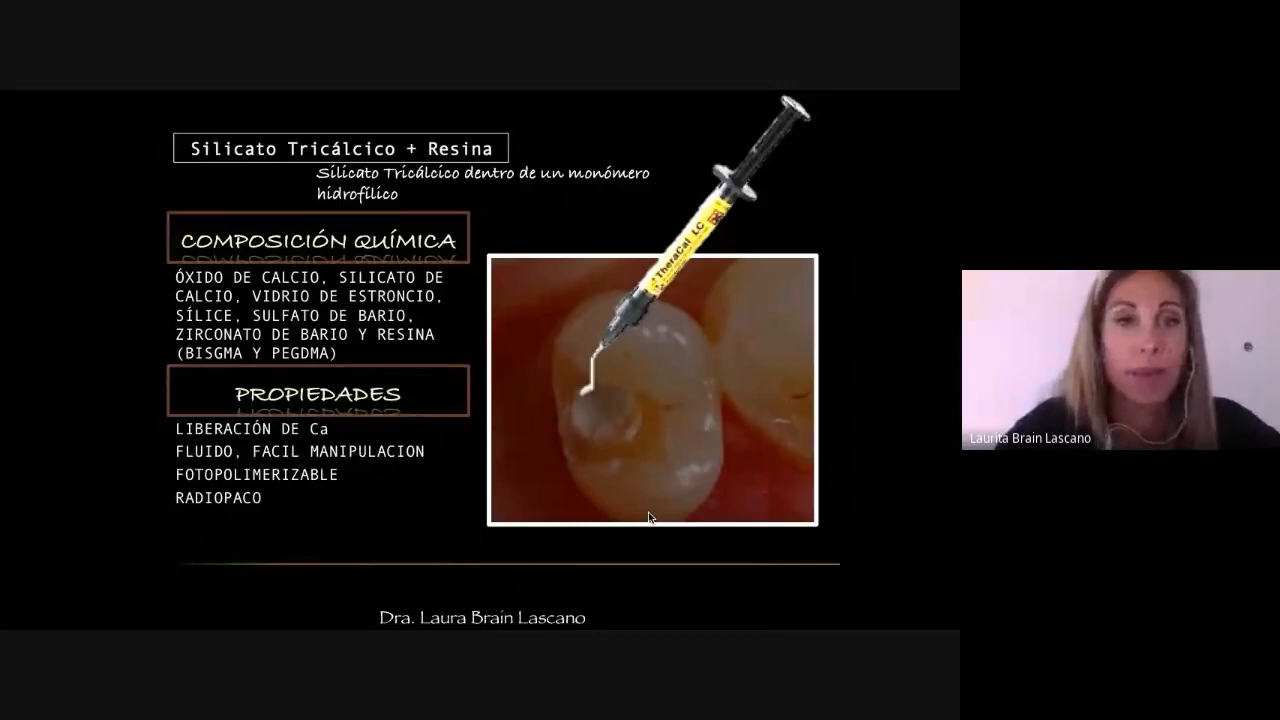 Silicato Tricálcico + Resina
Silicato Tricálcico dentro de un monómero
hidrofílico
COMPOSICIÓN QUÍMICA
ÓXIDO DE CALCIO, SILICATO DE
CALCIO, VIDRIO DE ESTRONCIO,
SÍLICE, SULFATO DE BARIO,
ZIRCONATO DE BARIO Y RESINA
(BISGMA Y PEGDMA)
PROPIEDADES
LIBERACIÓN DE Ca
FLUIDO, FACIL MANIPULACION
FOTOPOLIMERIZABLE
RADIOPACO
TheraCal LC
Dra. Laura Brain Lascano
Laurita Brain Lascano